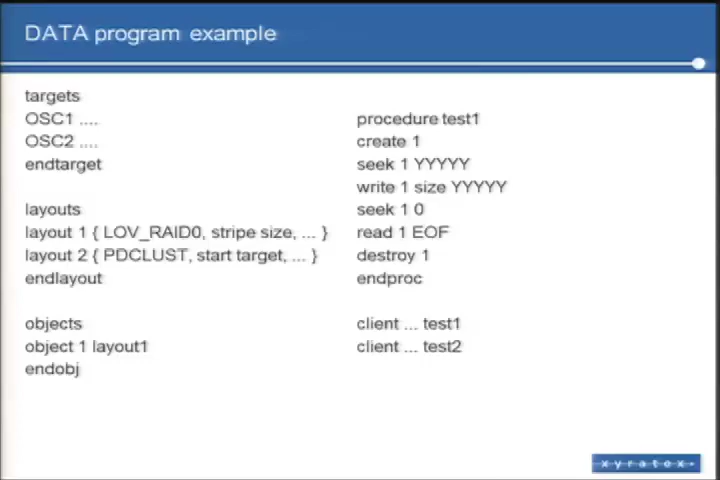 DATA program example
targets
OSC1 ....
OSC2 ....
endtarget
layouts
layout 1 { LOV_RAID0, stripe size, ... }
layout 2 { PDCLUST, start target, ... }
endlayout
objects
object 1 layout1
endobj
procedure test1
create 1
seek 1 YYYYY
write 1 size YYYYY
seek 1 0
read 1 EOF
destroy 1
endproc
client ... test1
client ... test2
xyratex